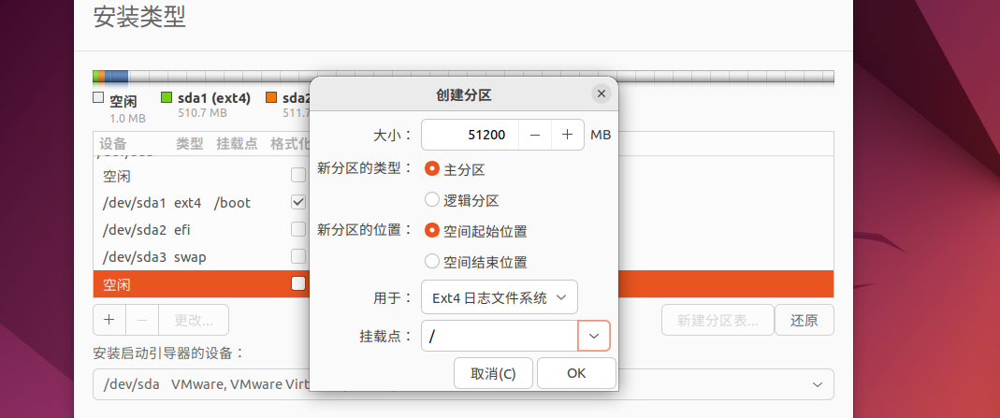 安装类型
创建分区
空闲 sda1 (ext4) sda2
1.0 MB 510.7 MB 511.7
大小： 51200 MB
设备 类型 挂载点 格式化
新分区的类型： 主分区
空闲
逻辑分区
/dev/sda1 ext4 /boot
新分区的位置： 空间起始位置
/dev/sda2 efi
空间结束位置
/dev/sda3 swap
空闲
用于： Ext4 日志文件系统
+ − 更改... 新建分区表... 还原
挂载点： /
安装启动引导器的设备：
取消(C) OK
/dev/sda VMware, VMware Virt